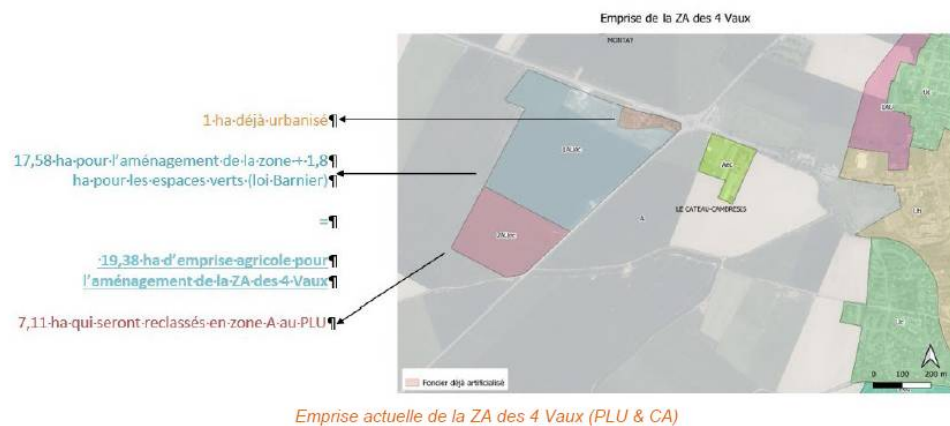 Emprise de la ZA des 4 Vaux
MONTAY
1·ha·déjà·urbanisé¶
17,58·ha·pour·l'aménagement·de·la·zone·+·1,8
ha·pour·les·espaces·verts·(loi·Barnier)¶
=¶
·19,38·ha·d'emprise·agricole·pour¶
l'aménagement·de·la·ZA·des·4·Vaux¶
7,11·ha·qui·seront·reclassés·en·zone·A·au·PLU¶
1AUec
2AUec
A
LE CATEAU-CAMBRESIS
1AU
Foncier déjà artificialisé
0 100 200 m
Emprise actuelle de la ZA des 4 Vaux (PLU & CA)